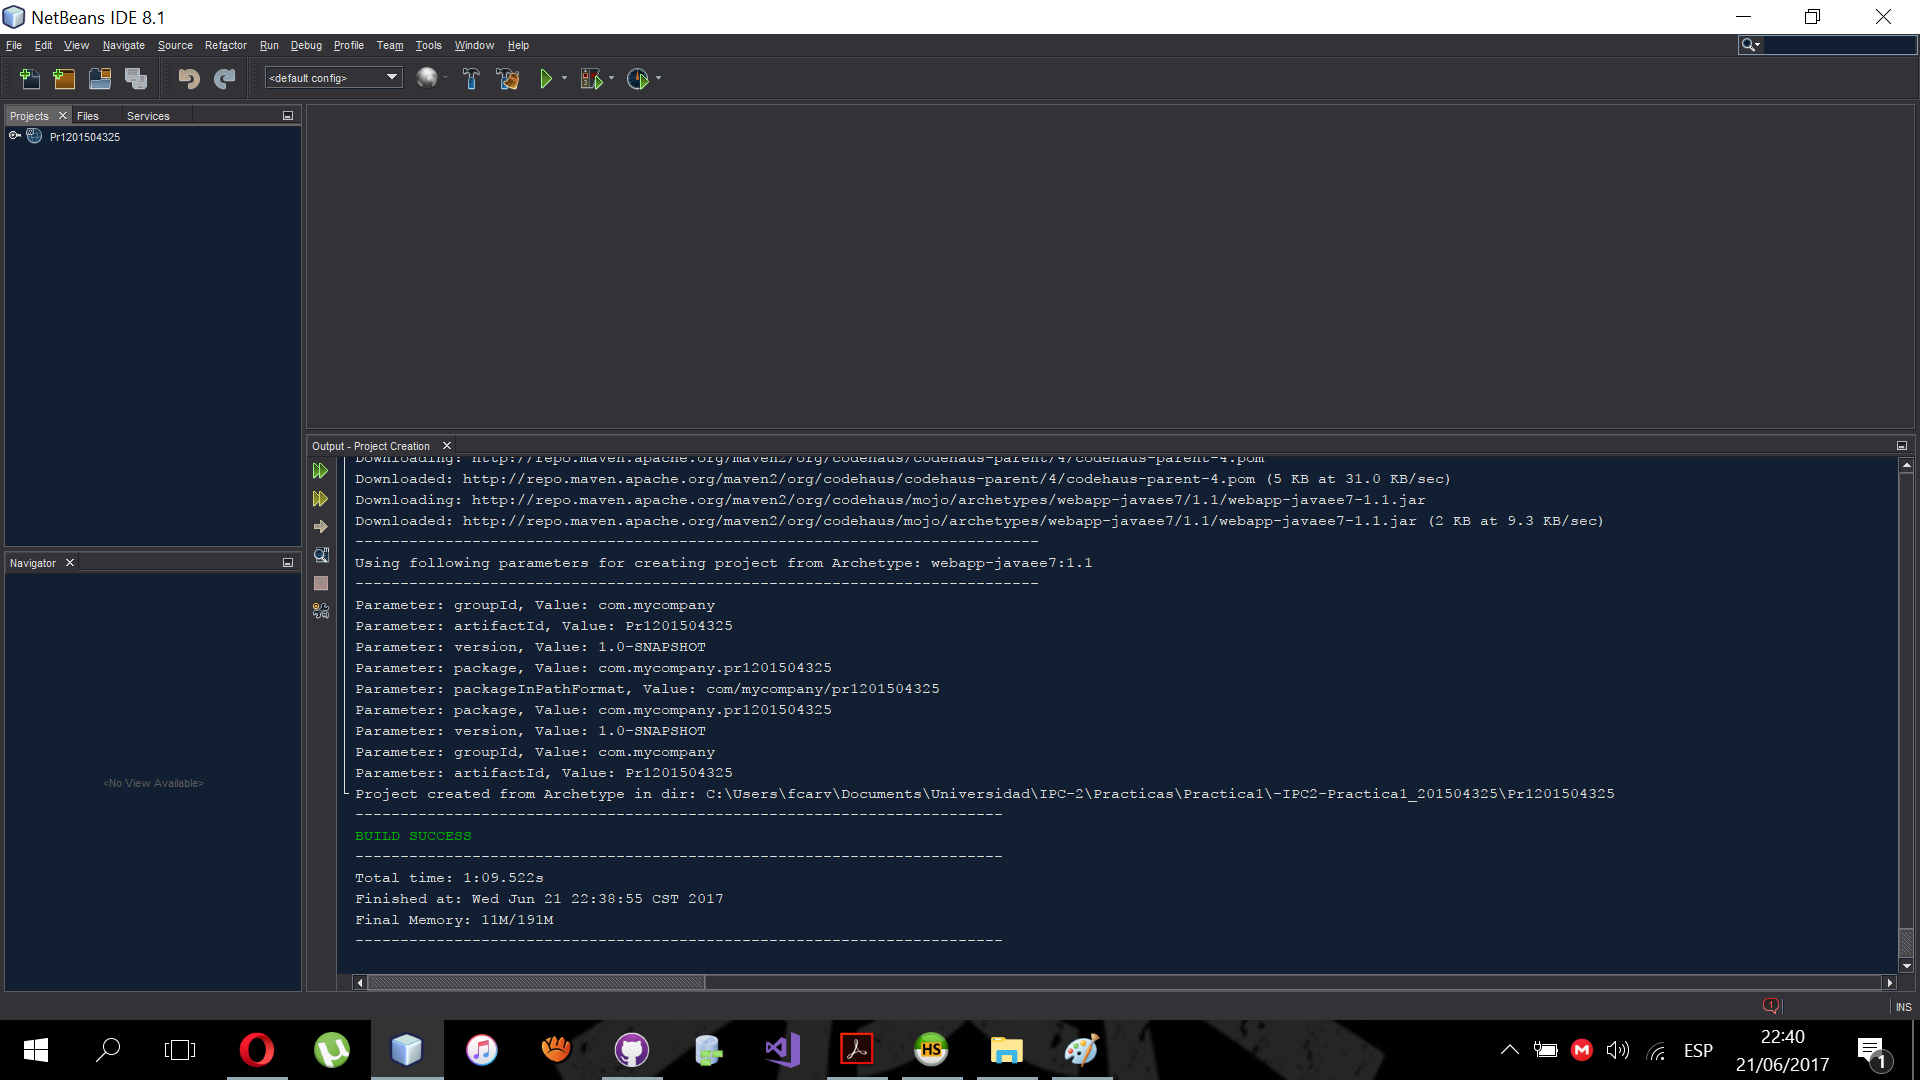 NetBeans IDE 8.1
File Edit View Navigate Source Refactor Run Debug Profile Team Tools Window Help
<default config>
Projects Files Services
Pr1201504325
Output - Project Creation
Downloading: http://repo.maven.apache.org/maven2/org/codehaus/codehaus-parent/4/codehaus-parent-4.pom
Downloaded: http://repo.maven.apache.org/maven2/org/codehaus/codehaus-parent/4/codehaus-parent-4.pom (5 KB at 31.0 KB/sec)
Downloading: http://repo.maven.apache.org/maven2/org/codehaus/mojo/archetypes/webapp-javaee7/1.1/webapp-javaee7-1.1.jar
Downloaded: http://repo.maven.apache.org/maven2/org/codehaus/mojo/archetypes/webapp-javaee7/1.1/webapp-javaee7-1.1.jar (2 KB at 9.3 KB/sec)
----------------------------------------------------------------------------
Using following parameters for creating project from Archetype: webapp-javaee7:1.1
----------------------------------------------------------------------------
Parameter: groupId, Value: com.mycompany
Parameter: artifactId, Value: Pr1201504325
Parameter: version, Value: 1.0-SNAPSHOT
Parameter: package, Value: com.mycompany.pr1201504325
Parameter: packageInPathFormat, Value: com/mycompany/pr1201504325
Parameter: package, Value: com.mycompany.pr1201504325
Parameter: version, Value: 1.0-SNAPSHOT
Parameter: groupId, Value: com.mycompany
Parameter: artifactId, Value: Pr1201504325
Project created from Archetype in dir: C:\Users\fcarv\Documents\Universidad\IPC-2\Practicas\Practica1\-IPC2-Practica1_201504325\Pr1201504325
------------------------------------------------------------------------
BUILD SUCCESS
------------------------------------------------------------------------
Total time: 1:09.522s
Finished at: Wed Jun 21 22:38:55 CST 2017
Final Memory: 11M/191M
------------------------------------------------------------------------
Navigator
<No View Available>
1
INS
HS
M
ESP
22:40
21/06/2017
1